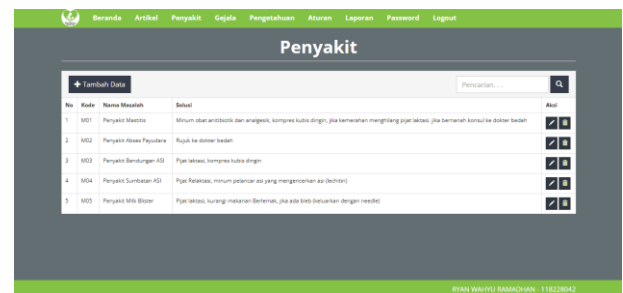 Beranda Artikel Penyakit Gejala Pengetahuan Aturan Laporan Password Logout
Penyakit
+ Tambah Data
Pencarian. . .
No Kode Nama Masalah Solusi Aksi
1 M01 Penyakit Mastitis Minum obat antibiotik dan analgesik, kompres kubis dingin, jika kemerahan menghilang pijat laktasi. jika bernanah konsul ke dokter bedah
2 M02 Penyakit Abses Payudara Rujuk ke dokter bedah
3 M03 Penyakit Bendungan ASI Pijat laktasi, kompres kubis dingin
4 M04 Penyakit Sumbatan ASI Pijat Relaktasi, minum pelancar asi yang mengencerkan asi (lechitin)
5 M05 Penyakit Milk Blister Pijat laktasi, kurangi makanan Berlemak, jika ada bleb (keluarkan dengan needle)
RYAN WAHYU RAMADHAN - 118228042